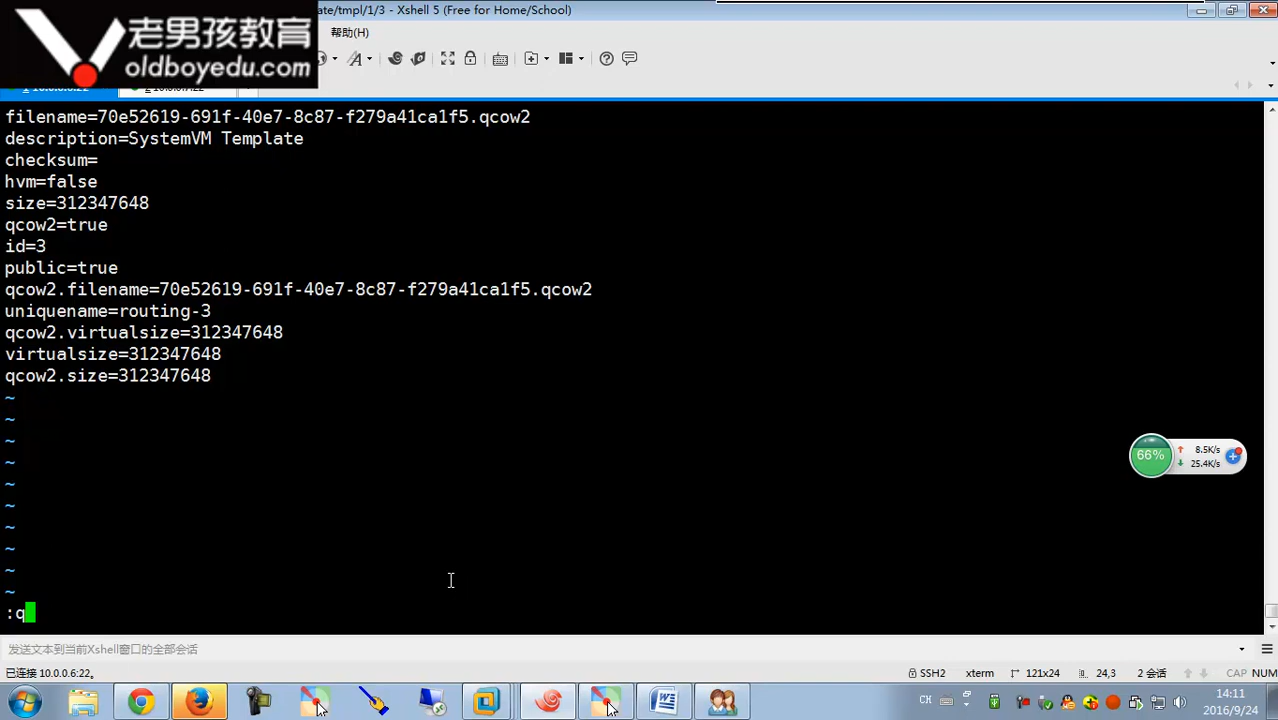 老男孩教育
oldboyedu.com
ate/tmpl/1/3 - Xshell 5 (Free for Home/School)
帮助(H)
filename=70e52619-691f-40e7-8c87-f279a41ca1f5.qcow2
description=SystemVM Template
checksum=
hvm=false
size=312347648
qcow2=true
id=3
public=true
qcow2.filename=70e52619-691f-40e7-8c87-f279a41ca1f5.qcow2
uniquename=routing-3
qcow2.virtualsize=312347648
virtualsize=312347648
qcow2.size=312347648
~
~
~
~
~
~
~
~
~
~
:q
66%
8.5K/s
25.4K/s
发送文本到当前Xshell窗口的全部会话
已连接 10.0.0.6:22。 SSH2 xterm 121x24 24,3 2 会话 CAP NUM
CH 14:11
2016/9/24